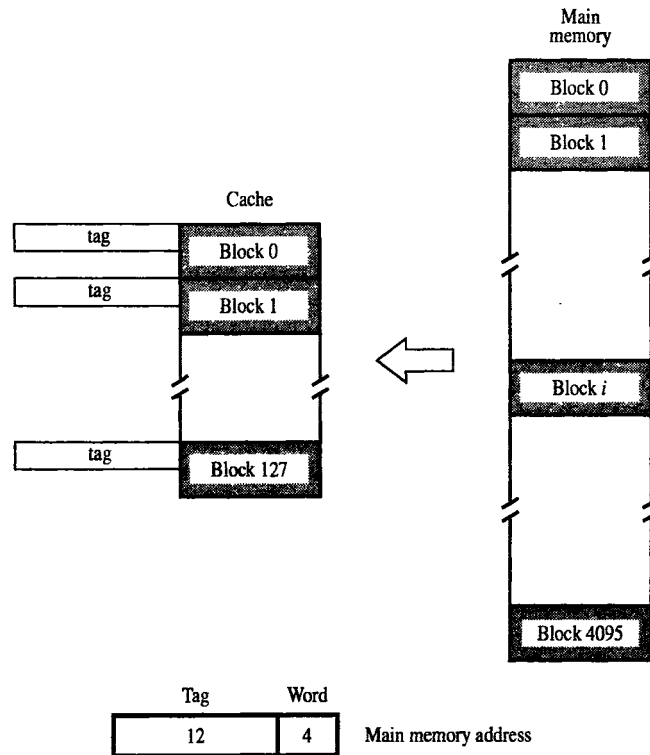 Main
memory
Block 0
Block 1
Cache
tag
Block 0
tag
Block 1
Block i
tag
Block 127
Block 4095
Tag Word
12 4 Main memory address